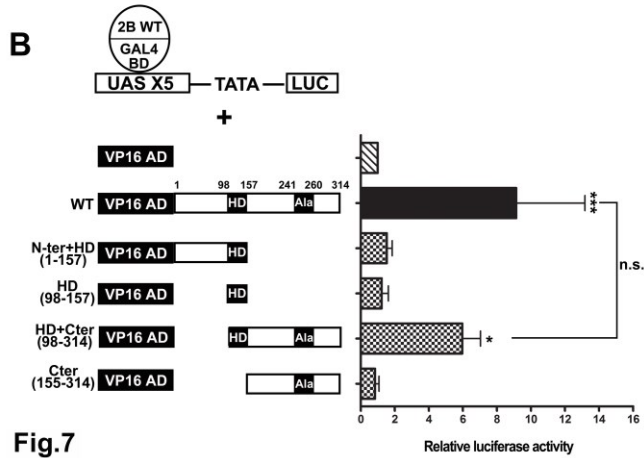 B
2B WT
GAL4
BD
UAS X5 TATA LUC
+
VP16 AD
1 98 157 241 260 314
WT VP16 AD HD Ala ***
N-ter+HD
(1-157) VP16 AD HD
n.s.
HD
(98-157) VP16 AD HD
HD+Cter
(98-314) VP16 AD HD Ala *
Cter
(155-314) VP16 AD Ala
0 2 4 6 8 10 12 14 16
Fig.7
Relative luciferase activity